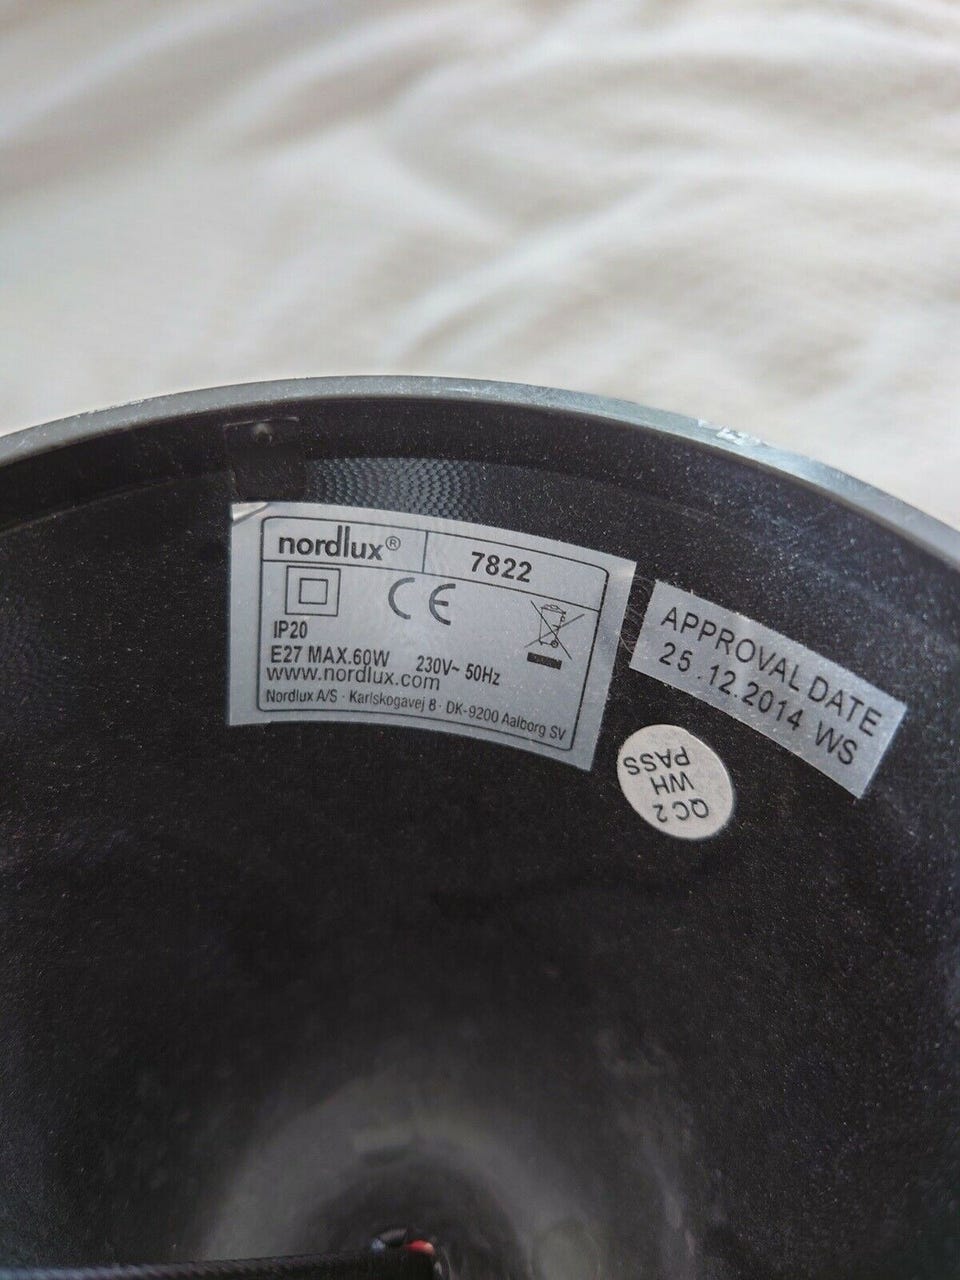 nordlux® 7822
CE
IP20
E27 MAX.60W 230V~ 50Hz
www.nordlux.com
Nordlux A/S · Karlskogavej 8 · DK-9200 Aalborg SV
APPROVAL DATE
25.12.2014 WS
QC 2
WH
PASS